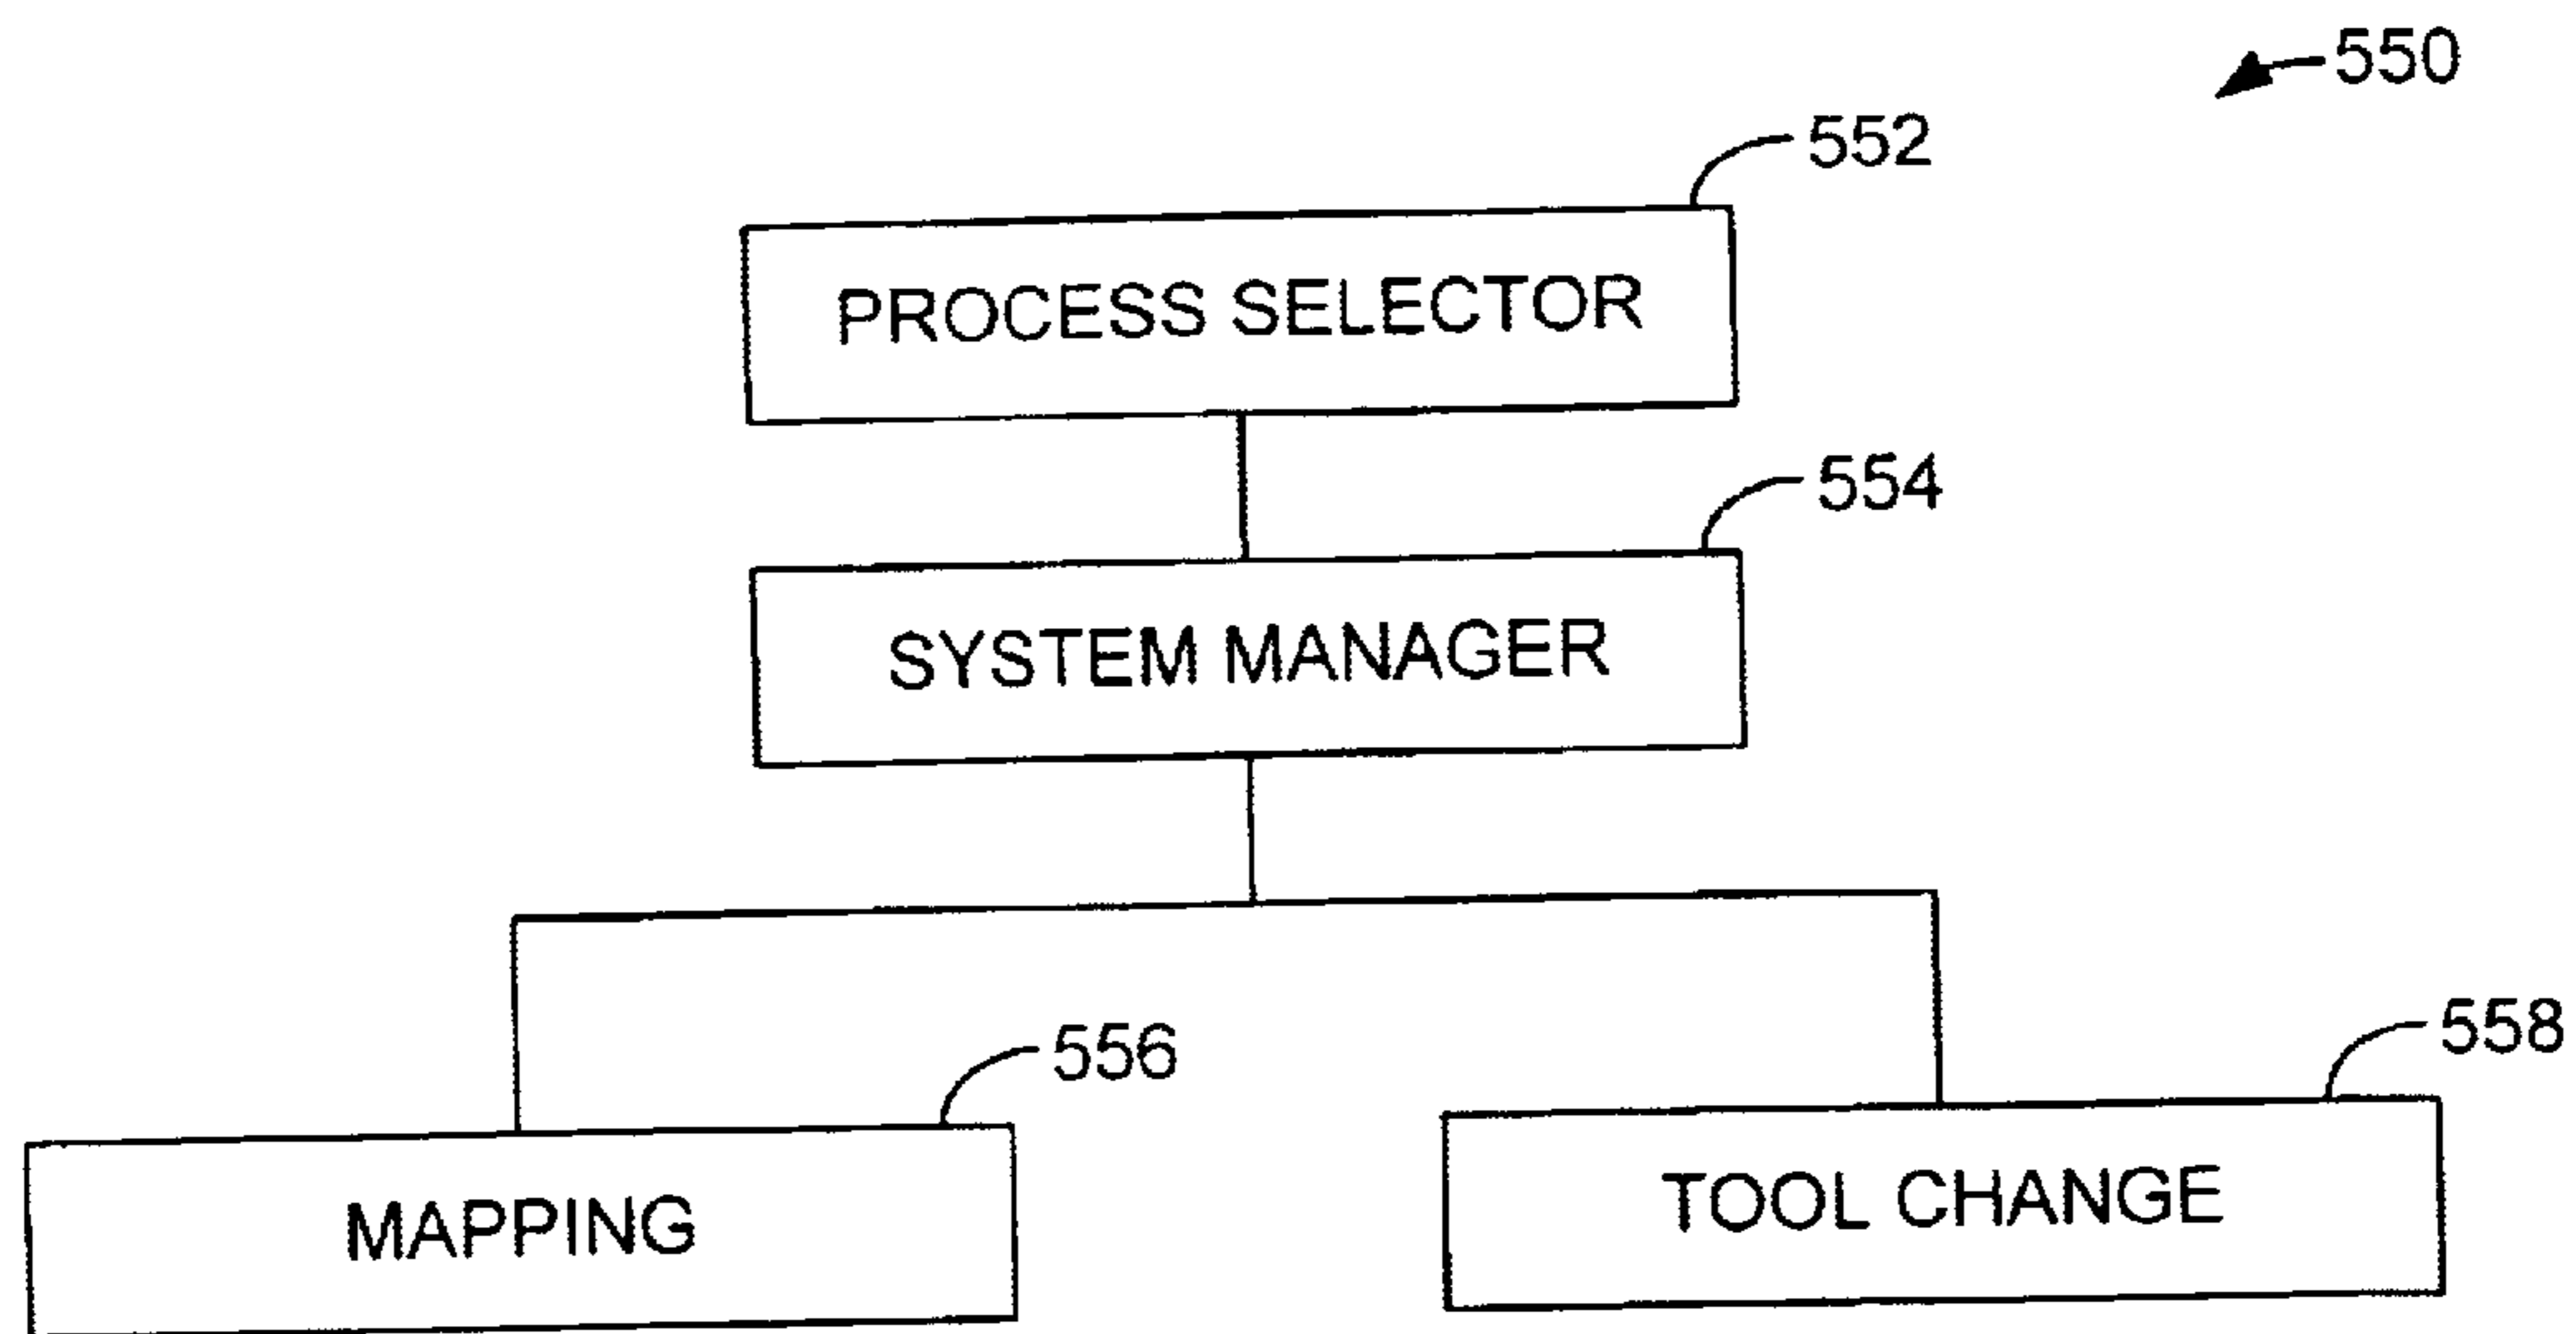 550
552
PROCESS SELECTOR
554
SYSTEM MANAGER
556
558
MAPPING
TOOL CHANGE